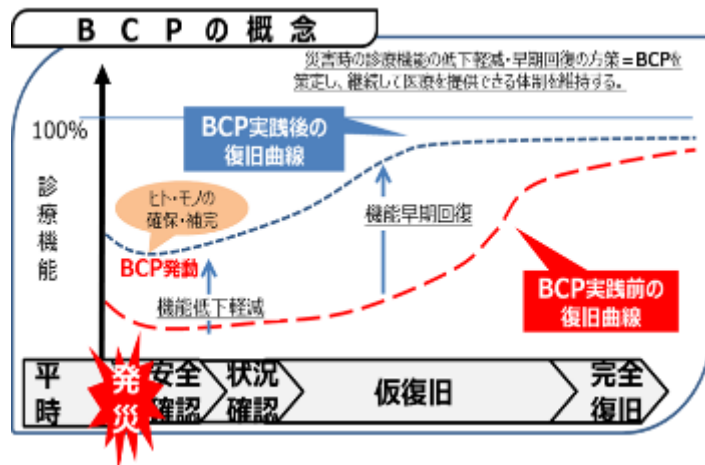 BCPの概念
災害時の診療機能の低下軽減・早期回復の方策=BCPを
策定し、継続して医療を提供できる体制を維持する。
100%
診療機能
BCP実践後の
復旧曲線
ヒト・モノの
確保・補完
BCP発動
機能低下軽減
機能早期回復
BCP実践前の
復旧曲線
平時
発災
安全
確認
状況
確認
仮復旧
完全
復旧